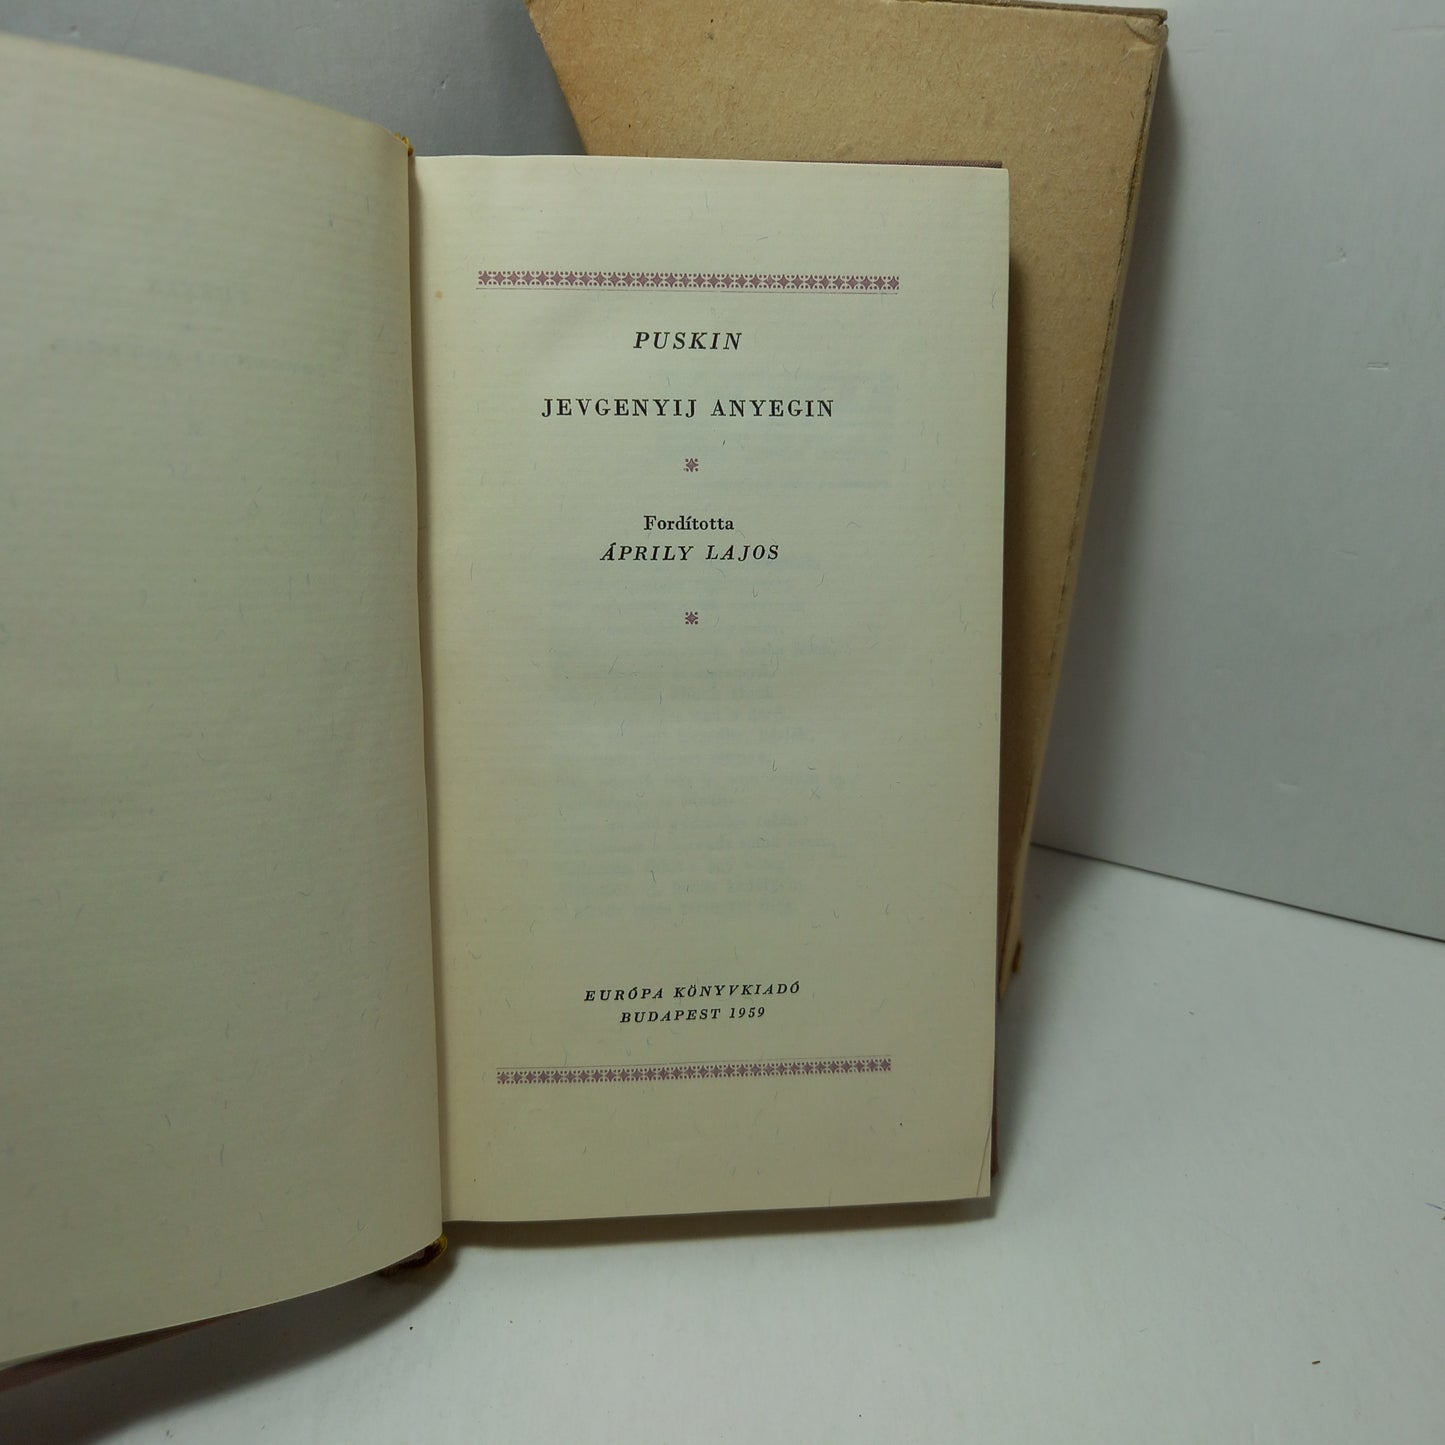 PUSKIN
JEVGENYIJ ANYEGIN
Fordította
ÁPRILY LAJOS
EURÓPA KÖNYVKIADÓ
BUDAPEST 1959